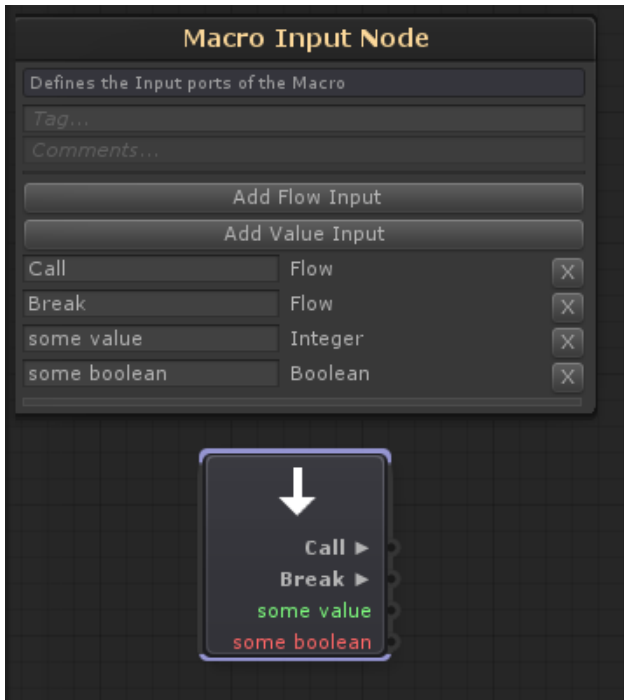 Macro Input Node
Defines the Input ports of the Macro
Tag...
Comments...
Add Flow Input
Add Value Input
Call Flow X
Break Flow X
some value Integer X
some boolean Boolean X
Call ►
Break ►
some value
some boolean